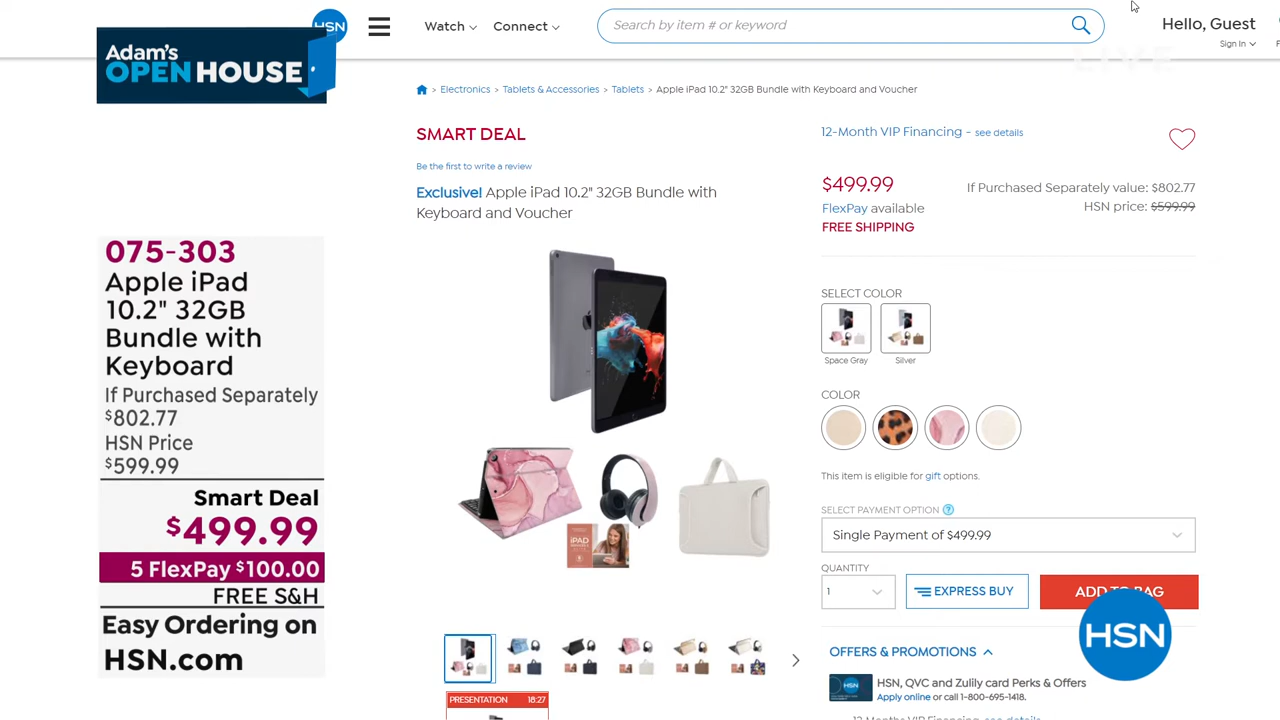 HSN
Adam's
OPEN HOUSE
Watch
Connect
Search by item # or keyword
Hello, Guest
Sign In
LIVE
Electronics > Tablets & Accessories > Tablets > Apple iPad 10.2" 32GB Bundle with Keyboard and Voucher
SMART DEAL
Be the first to write a review
Exclusive! Apple iPad 10.2" 32GB Bundle with
Keyboard and Voucher
12-Month VIP Financing - see details
$499.99
If Purchased Separately value: $802.77
FlexPay available
HSN price: $599.99
FREE SHIPPING
SELECT COLOR
Space Gray
Silver
COLOR
This item is eligible for gift options.
SELECT PAYMENT OPTION ?
Single Payment of $499.99
QUANTITY
1
EXPRESS BUY
ADD TO BAG
HSN
OFFERS & PROMOTIONS
HSN, QVC and Zulily card Perks & Offers
Apply online or call 1-800-695-1418.
12 Months VIP Financing see details
PRESENTATION 18:27
075-303
Apple iPad
10.2" 32GB
Bundle with
Keyboard
If Purchased Separately
$802.77
HSN Price
$599.99
Smart Deal
$499.99
5 FlexPay $100.00
FREE S&H
Easy Ordering on
HSN.com